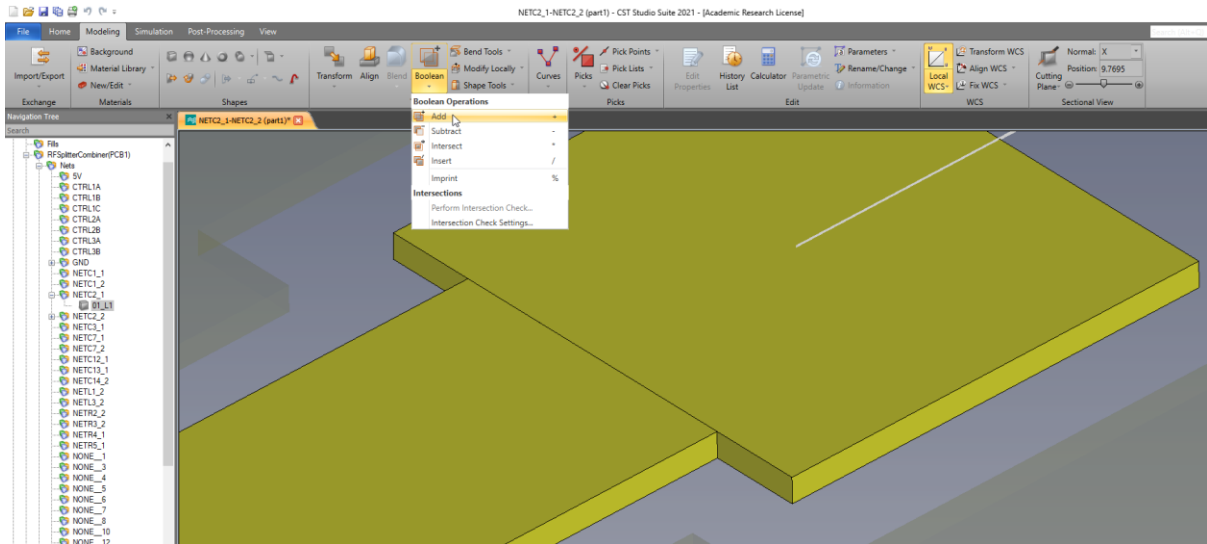 NETC2_1-NETC2_2 (part1) - CST Studio Suite 2021 - [Academic Research License]
File Home Modeling Simulation Post-Processing View
Import/Export
Exchange
Background
Material Library
New/Edit
Materials
Shapes
Transform Align Blend Boolean
Bend Tools
Modify Locally
Shape Tools
Curves
Picks
Pick Points
Pick Lists
Clear Picks
Picks
Edit Properties
History List
Calculator
Parametric Update
Parameters
Rename/Change
Information
Edit
Local WCS
Transform WCS
Align WCS
Fix WCS
WCS
Cutting Plane
Normal: X
Position: 9.7695
Sectional View
Boolean Operations
Add +
Subtract -
Intersect *
Insert /
Imprint %
Intersections
Perform Intersection Check...
Intersection Check Settings...
Navigation Tree
Search
NETC2_1-NETC2_2 (part1)*
Fills
RFSplitterCombiner(PCB1)
Nets
5V
CTRL1A
CTRL1B
CTRL1C
CTRL2A
CTRL2B
CTRL3A
CTRL3B
GND
NETC1_1
NETC1_2
NETC2_1
01_L1
NETC2_2
NETC3_1
NETC7_1
NETC7_2
NETC12_1
NETC13_1
NETC14_2
NETL1_2
NETL3_2
NETR2_2
NETR3_2
NETR4_1
NETR5_1
NONE__1
NONE__3
NONE__4
NONE__5
NONE__6
NONE__7
NONE__8
NONE__10
NONE__12